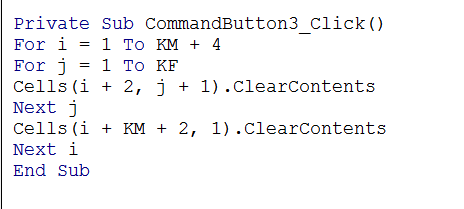 Private Sub CommandButton3_Click()
For i = 1 To KM + 4
For j = 1 To KF
Cells(i + 2, j + 1).ClearContents
Next j
Cells(i + KM + 2, 1).ClearContents
Next i
End Sub